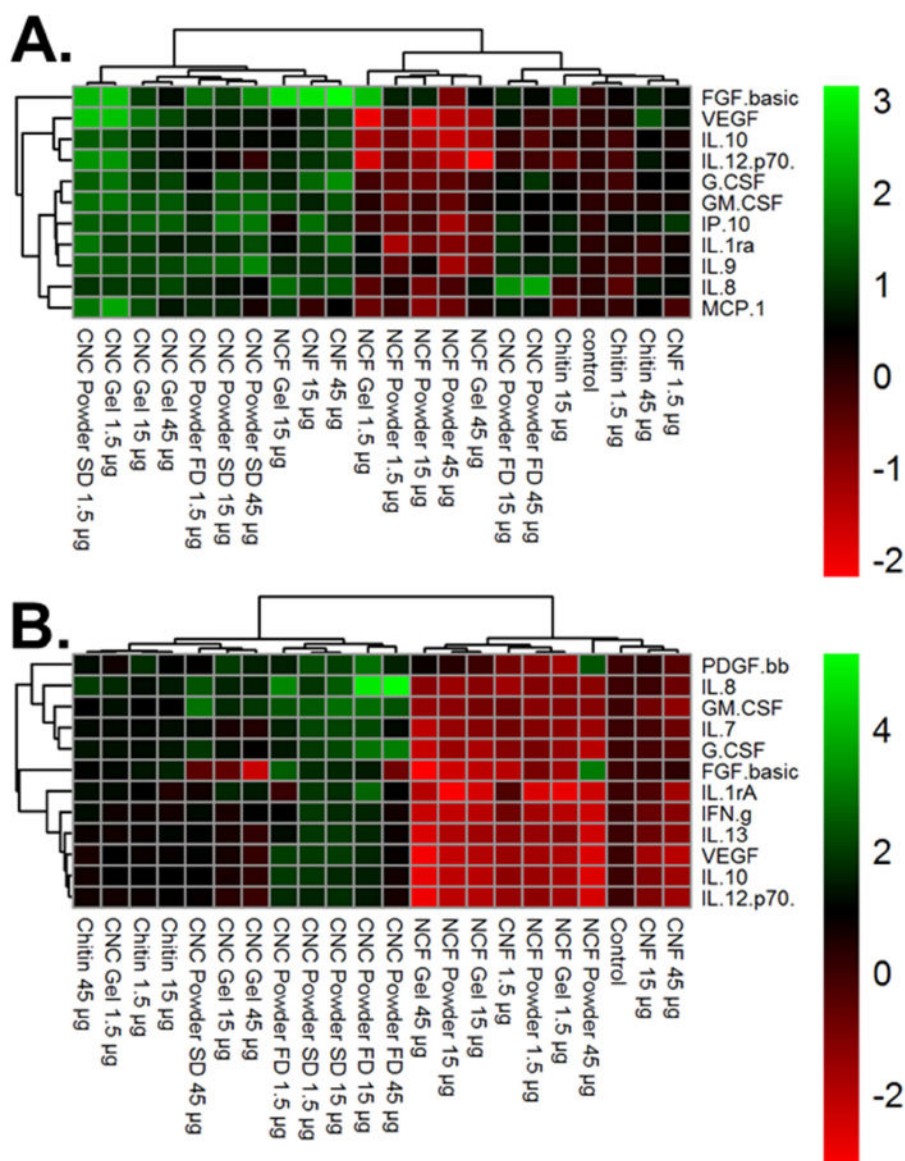 A.
FGF.basic
VEGF
IL.10
IL.12.p70.
G.CSF
GM.CSF
IP.10
IL.1ra
IL.9
IL.8
MCP.1
3
2
1
0
-1
-2
CNC Powder SD 1.5 µg
CNC Gel 1.5 µg
CNC Gel 15 µg
CNC Gel 45 µg
CNC Powder FD 1.5 µg
CNC Powder SD 15 µg
CNC Powder SD 45 µg
NCF Gel 15 µg
CNF 15 µg
CNF 45 µg
NCF Gel 1.5 µg
NCF Powder 1.5 µg
NCF Powder 15 µg
NCF Powder 45 µg
NCF Gel 45 µg
CNC Powder FD 15 µg
CNC Powder FD 45 µg
Chitin 15 µg
control
Chitin 1.5 µg
Chitin 45 µg
CNF 1.5 µg
B.
PDGF.bb
IL.8
GM.CSF
IL.7
G.CSF
FGF.basic
IL.1rA
IFN.g
IL.13
VEGF
IL.10
IL.12.p70.
4
2
0
-2
Chitin 45 µg
CNC Gel 1.5 µg
Chitin 1.5 µg
Chitin 15 µg
CNC Powder SD 45 µg
CNC Gel 15 µg
CNC Gel 45 µg
CNC Powder FD 1.5 µg
CNC Powder SD 1.5 µg
CNC Powder SD 15 µg
CNC Powder FD 15 µg
CNC Powder FD 45 µg
NCF Gel 45 µg
NCF Powder 15 µg
NCF Gel 15 µg
CNF 1.5 µg
NCF Powder 1.5 µg
NCF Gel 1.5 µg
NCF Powder 45 µg
Control
CNF 15 µg
CNF 45 µg